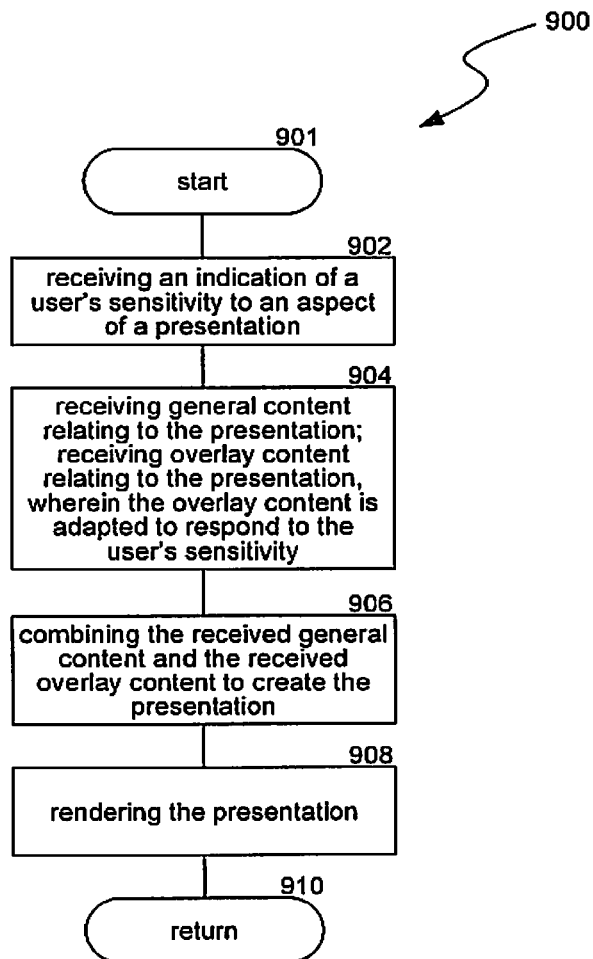 900
901
start
902
receiving an indication of a
user's sensitivity to an aspect
of a presentation
904
receiving general content
relating to the presentation;
receiving overlay content
relating to the presentation,
wherein the overlay content is
adapted to respond to the
user's sensitivity
906
combining the received general
content and the received
overlay content to create the
presentation
908
rendering the presentation
910
return